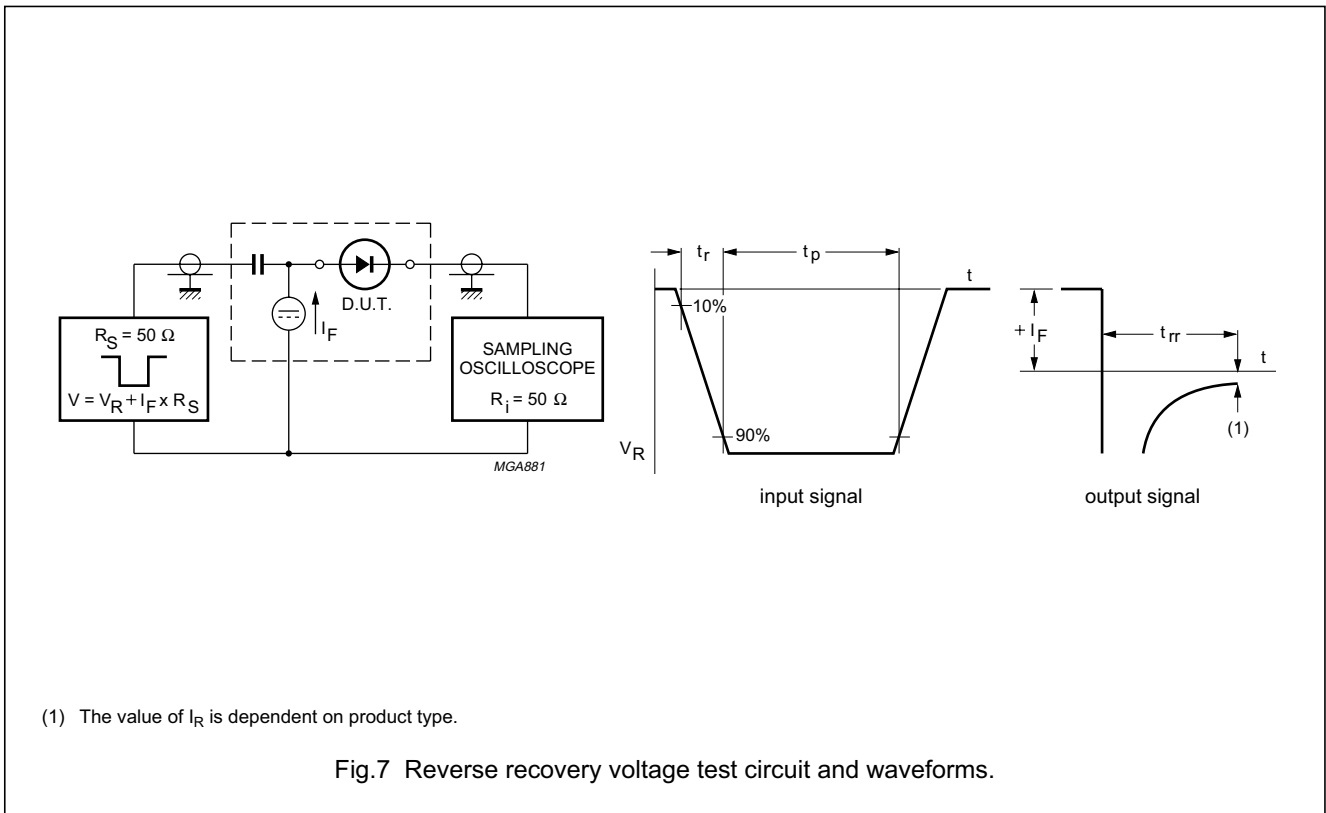 R_S = 50 Ω
V = V_R + I_F x R_S
D.U.T.
I_F
SAMPLING
OSCILLOSCOPE
R_i = 50 Ω
MGA881
t_r
t_p
t
10%
90%
V_R
input signal
+ I_F
t_rr
t
(1)
output signal
(1) The value of I_R is dependent on product type.
Fig.7 Reverse recovery voltage test circuit and waveforms.